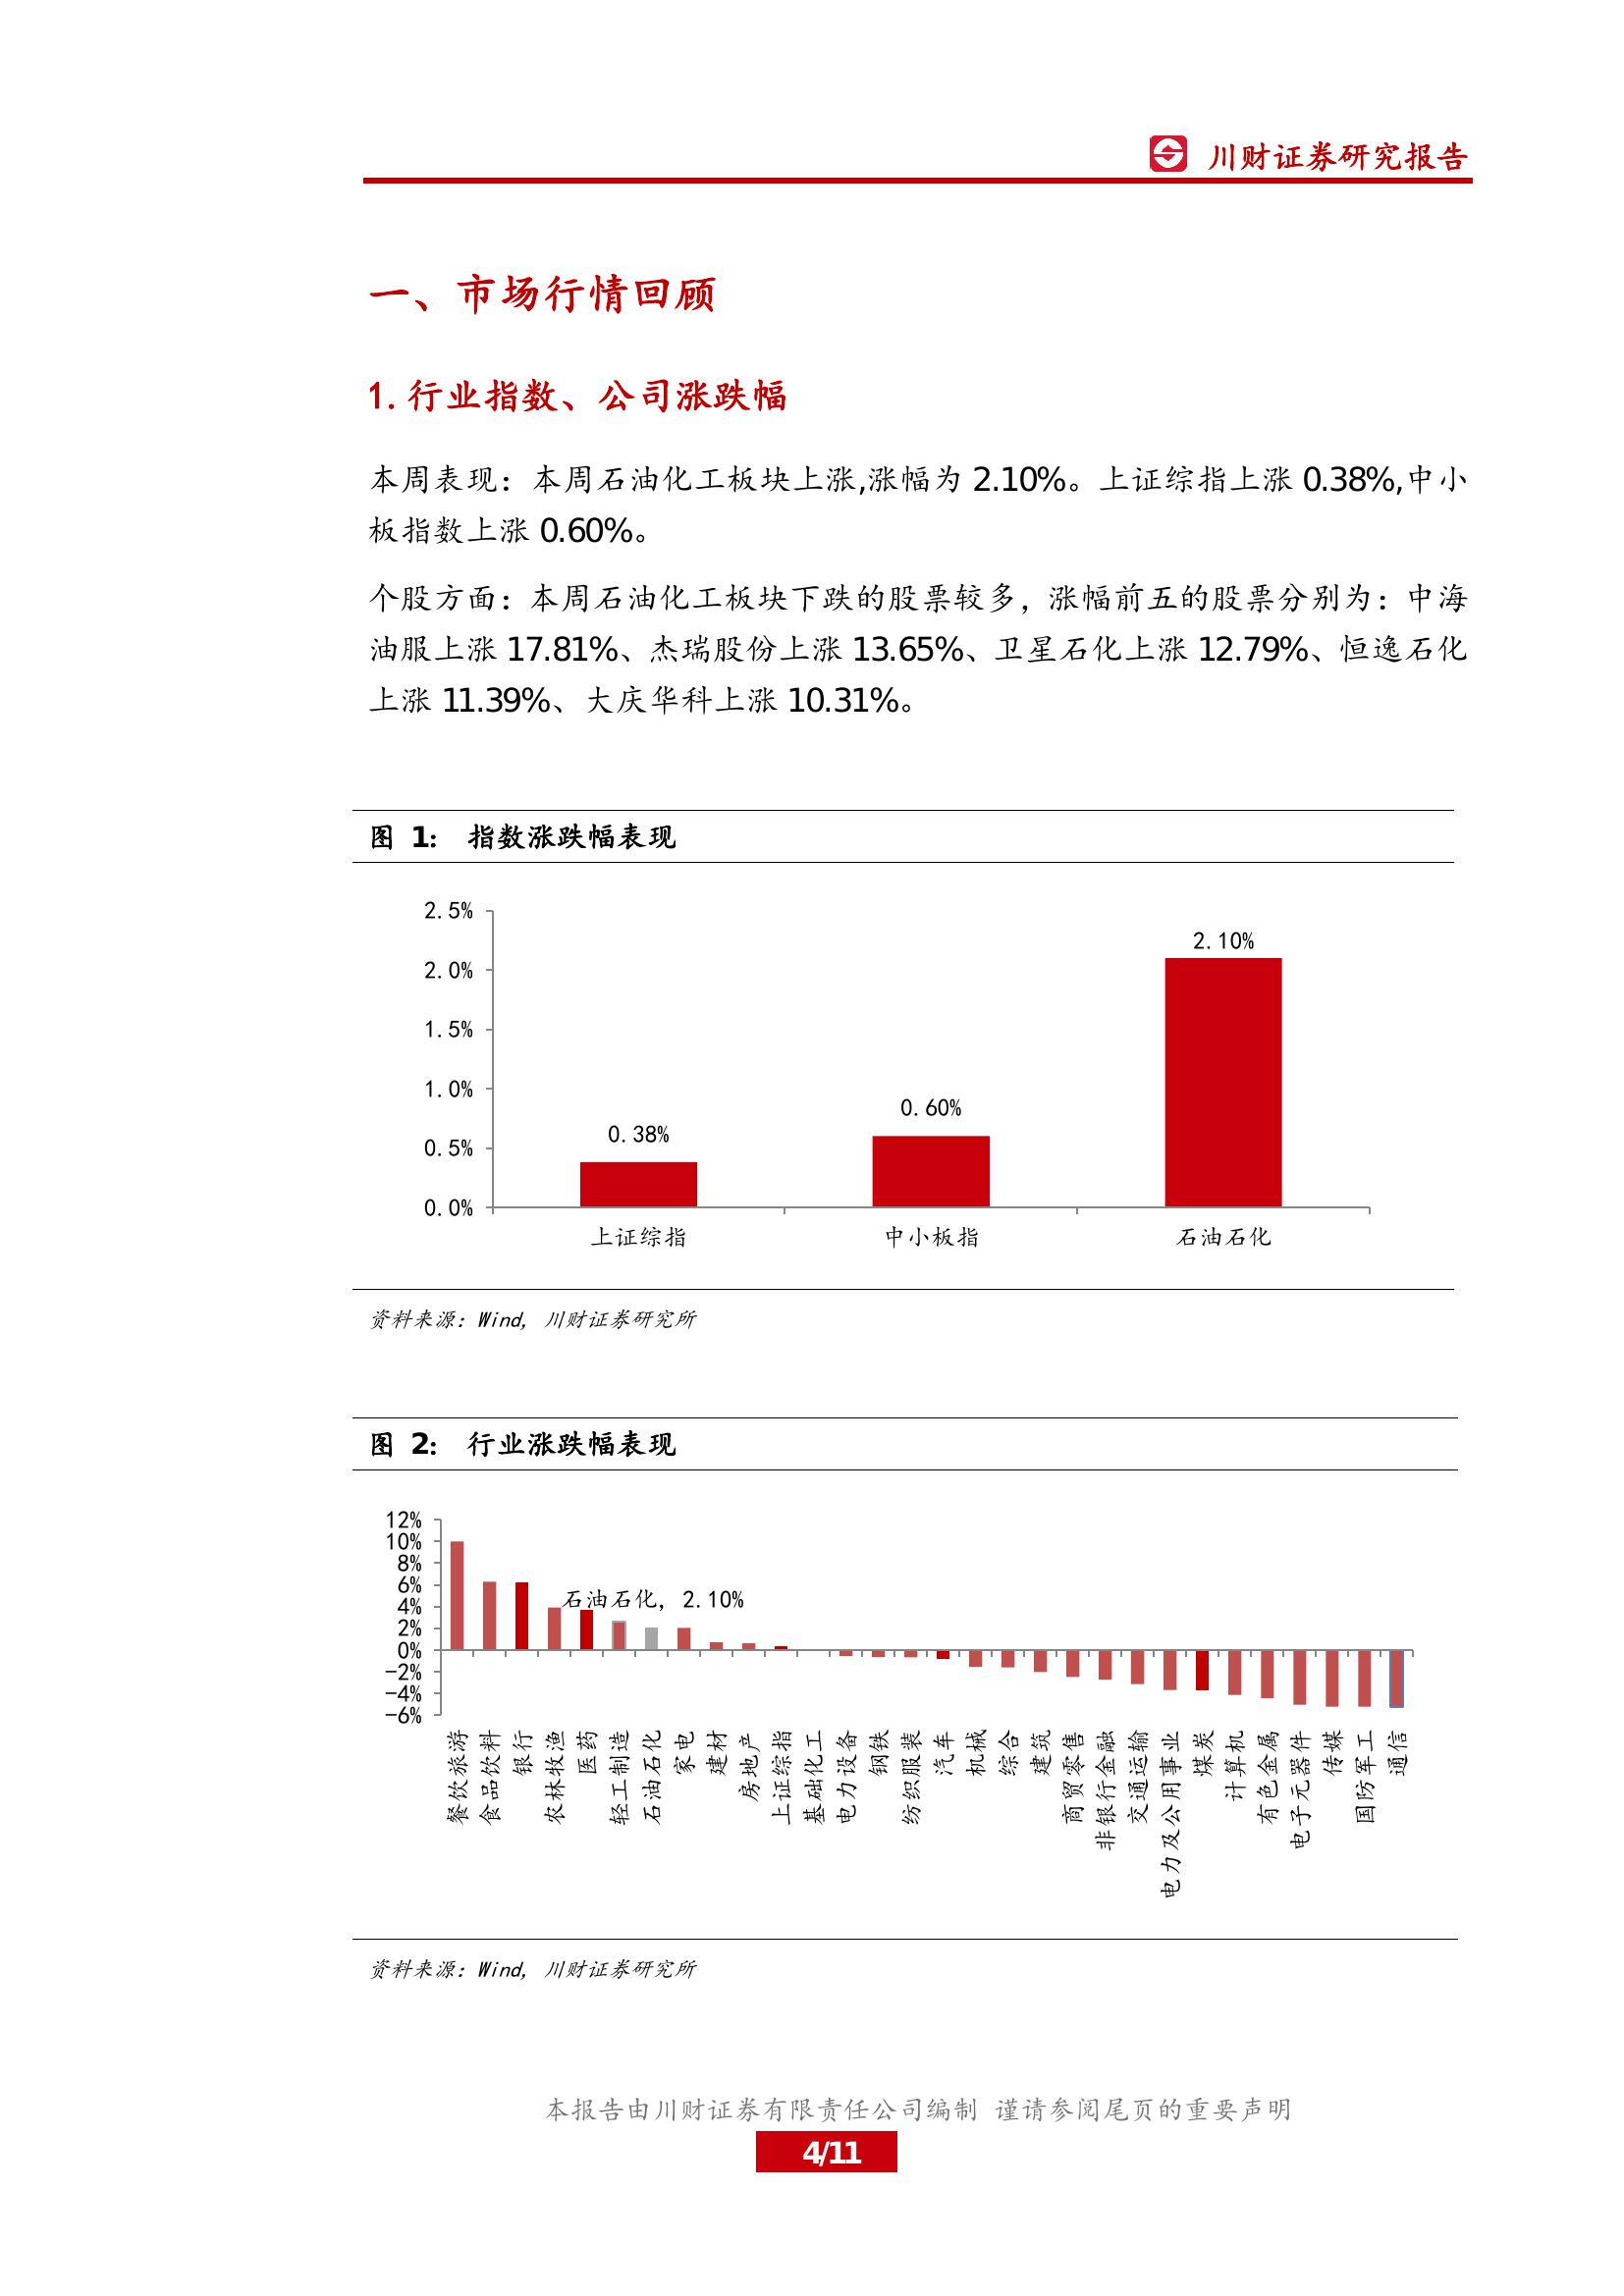 川财证券研究报告
一、市场行情回顾
1.行业指数、公司涨跌幅
本周表现：本周石油化工板块上涨,涨幅为 2.10%。上证综指上涨 0.38%,中小
板指数上涨 0.60%。
个股方面：本周石油化工板块下跌的股票较多，涨幅前五的股票分别为：中海
油服上涨 17.81%、杰瑞股份上涨 13.65%、卫星石化上涨 12.79%、恒逸石化
上涨 11.39%、大庆华科上涨 10.31%。
图 1： 指数涨跌幅表现
2.5%
2.0%
1.5%
1.0%
0.5%
0.0%
0.38%
0.60%
2.10%
上证综指
中小板指
石油石化
资料来源：Wind, 川财证券研究所
图 2： 行业涨跌幅表现
12%
10%
8%
6%
4%
2%
0%
-2%
-4%
-6%
石油石化, 2.10%
餐饮旅游
食品饮料
银行
农林牧渔
医药
轻工制造
石油石化
家电
建材
房地产
上证综指
基础化工
电力设备
钢铁
纺织服装
汽车
机械
综合
建筑
商贸零售
非银行金融
交通运输
电力及公用事业
煤炭
计算机
有色金属
电子元器件
传媒
国防军工
通信
资料来源：Wind, 川财证券研究所
本报告由川财证券有限责任公司编制 谨请参阅尾页的重要声明
4/11